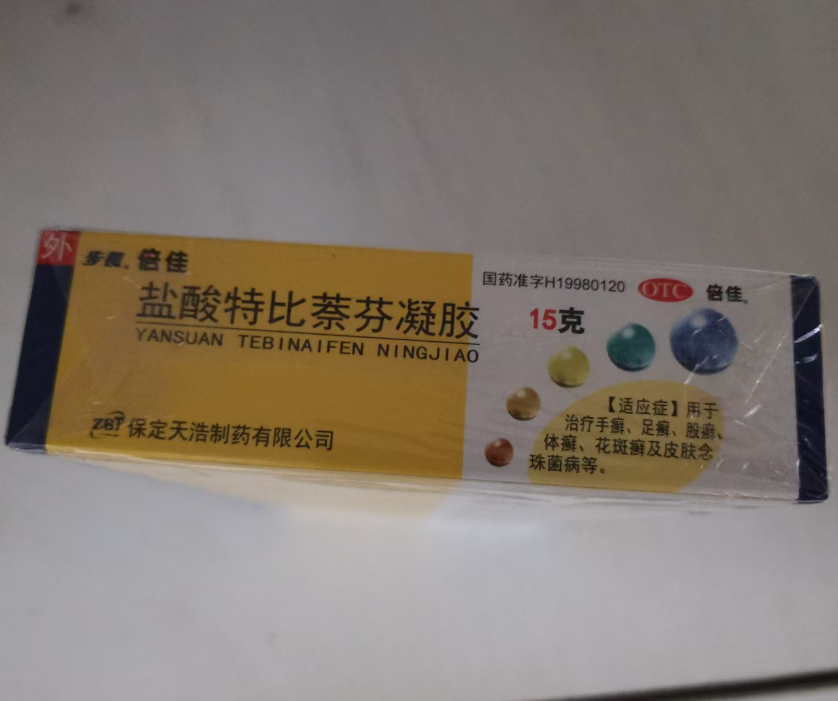 外
步長® 倍佳
盐酸特比萘芬凝胶
YANSUAN TEBINAIFEN NINGJIAO
ZBT 保定天浩制药有限公司
国药准字H19980120 OTC 倍佳®
15克
【适应症】用于
治疗手癣、足癣、股癣、
体癣、花斑癣及皮肤念
珠菌病等。